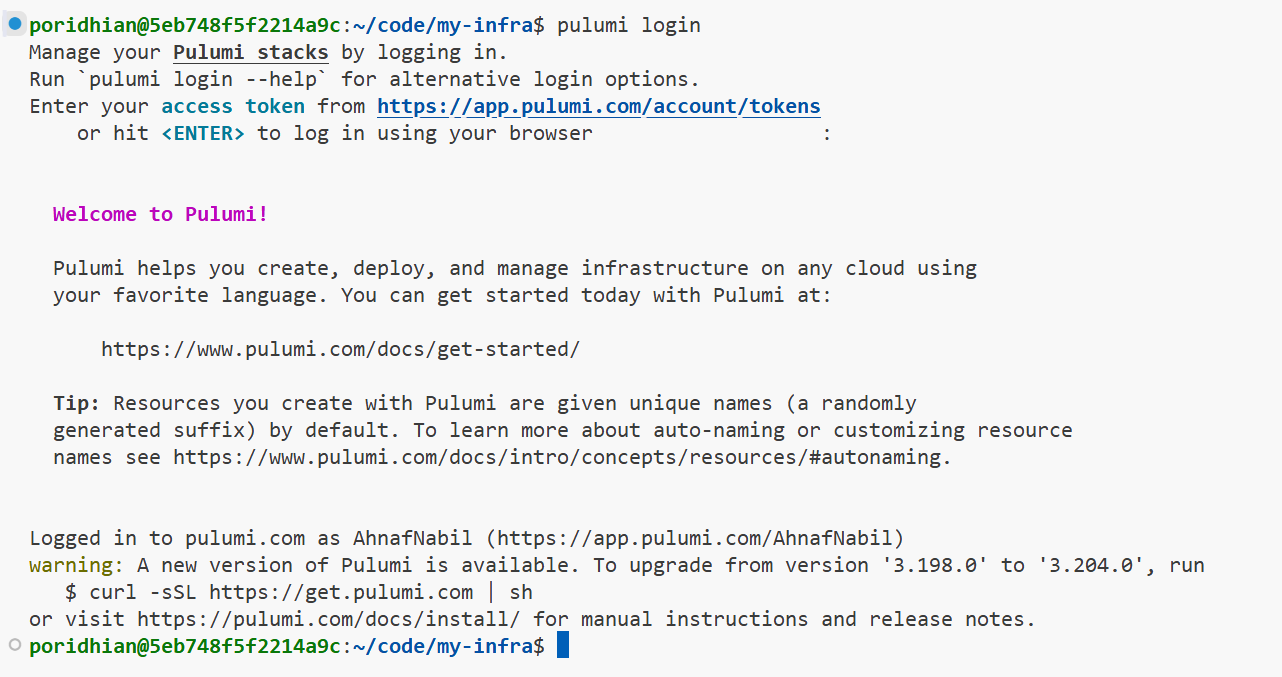 poridhian@5eb748f5f2214a9c:~/code/my-infra$ pulumi login
Manage your Pulumi stacks by logging in.
Run `pulumi login --help` for alternative login options.
Enter your access token from https://app.pulumi.com/account/tokens
    or hit <ENTER> to log in using your browser                   :
  Welcome to Pulumi!
  Pulumi helps you create, deploy, and manage infrastructure on any cloud using
  your favorite language. You can get started today with Pulumi at:
      https://www.pulumi.com/docs/get-started/
  Tip: Resources you create with Pulumi are given unique names (a randomly
  generated suffix) by default. To learn more about auto-naming or customizing resource
  names see https://www.pulumi.com/docs/intro/concepts/resources/#autonaming.
Logged in to pulumi.com as AhnafNabil (https://app.pulumi.com/AhnafNabil)
warning: A new version of Pulumi is available. To upgrade from version '3.198.0' to '3.204.0', run
   $ curl -sSL https://get.pulumi.com | sh
or visit https://pulumi.com/docs/install/ for manual instructions and release notes.
poridhian@5eb748f5f2214a9c:~/code/my-infra$